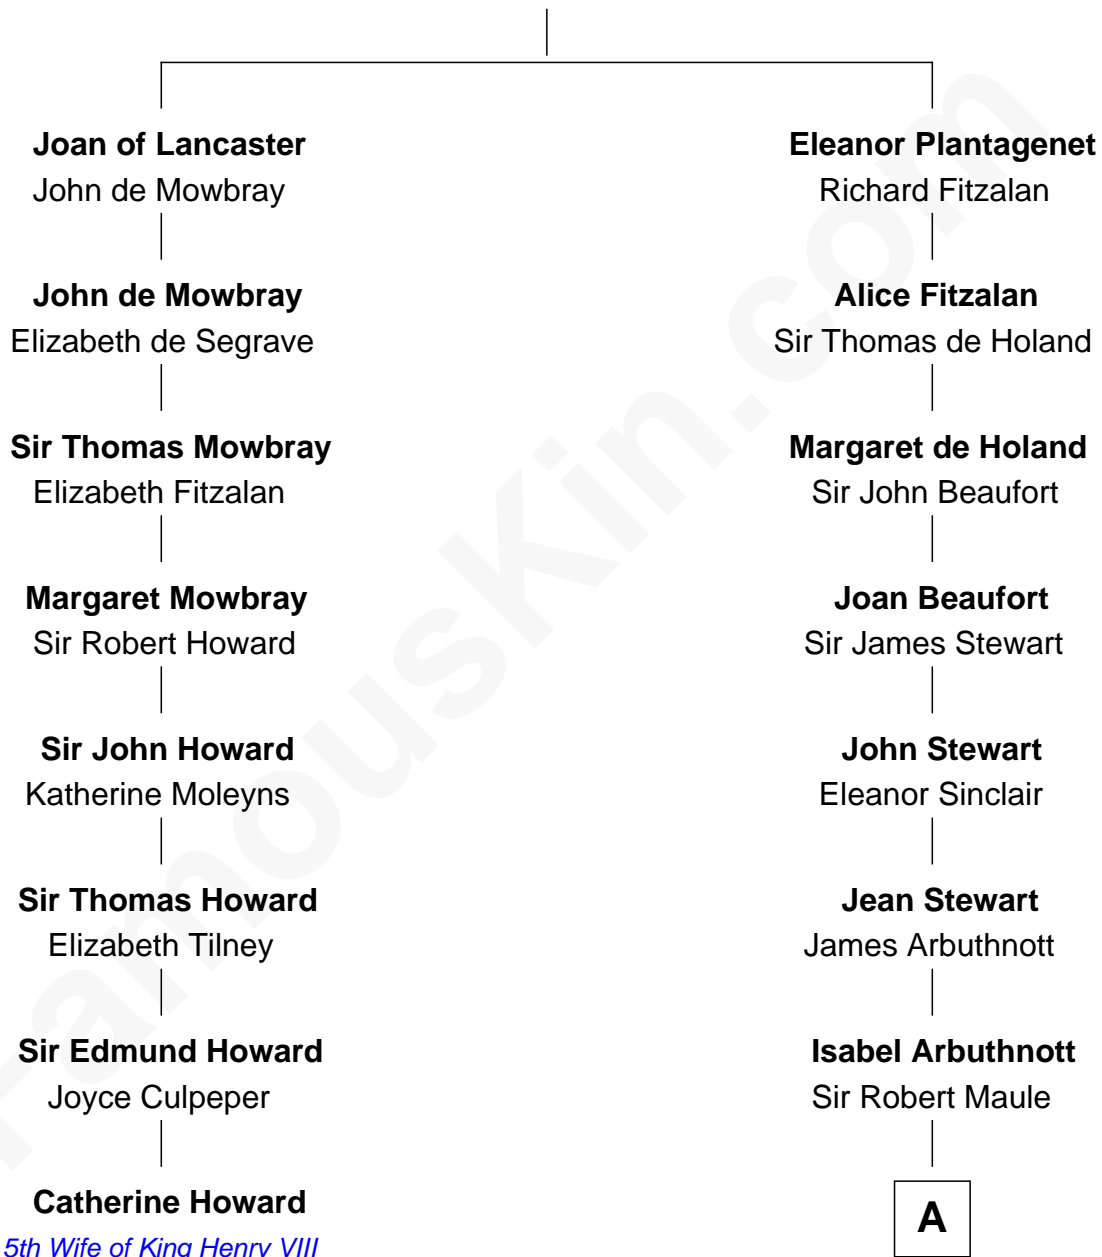 Joan of Lancaster
John de Mowbray
John de Mowbray
Elizabeth de Segrave
Sir Thomas Mowbray
Elizabeth Fitzalan
Margaret Mowbray
Sir Robert Howard
Sir John Howard
Katherine Moleyns
Sir Thomas Howard
Elizabeth Tilney
Sir Edmund Howard
Joyce Culpeper
Catherine Howard
5th Wife of King Henry VIII
Eleanor Plantagenet
Richard Fitzalan
Alice Fitzalan
Sir Thomas de Holand
Margaret de Holand
Sir John Beaufort
Joan Beaufort
Sir James Stewart
John Stewart
Eleanor Sinclair
Jean Stewart
James Arbuthnott
Isabel Arbuthnott
Sir Robert Maule
A
FamousKin.com